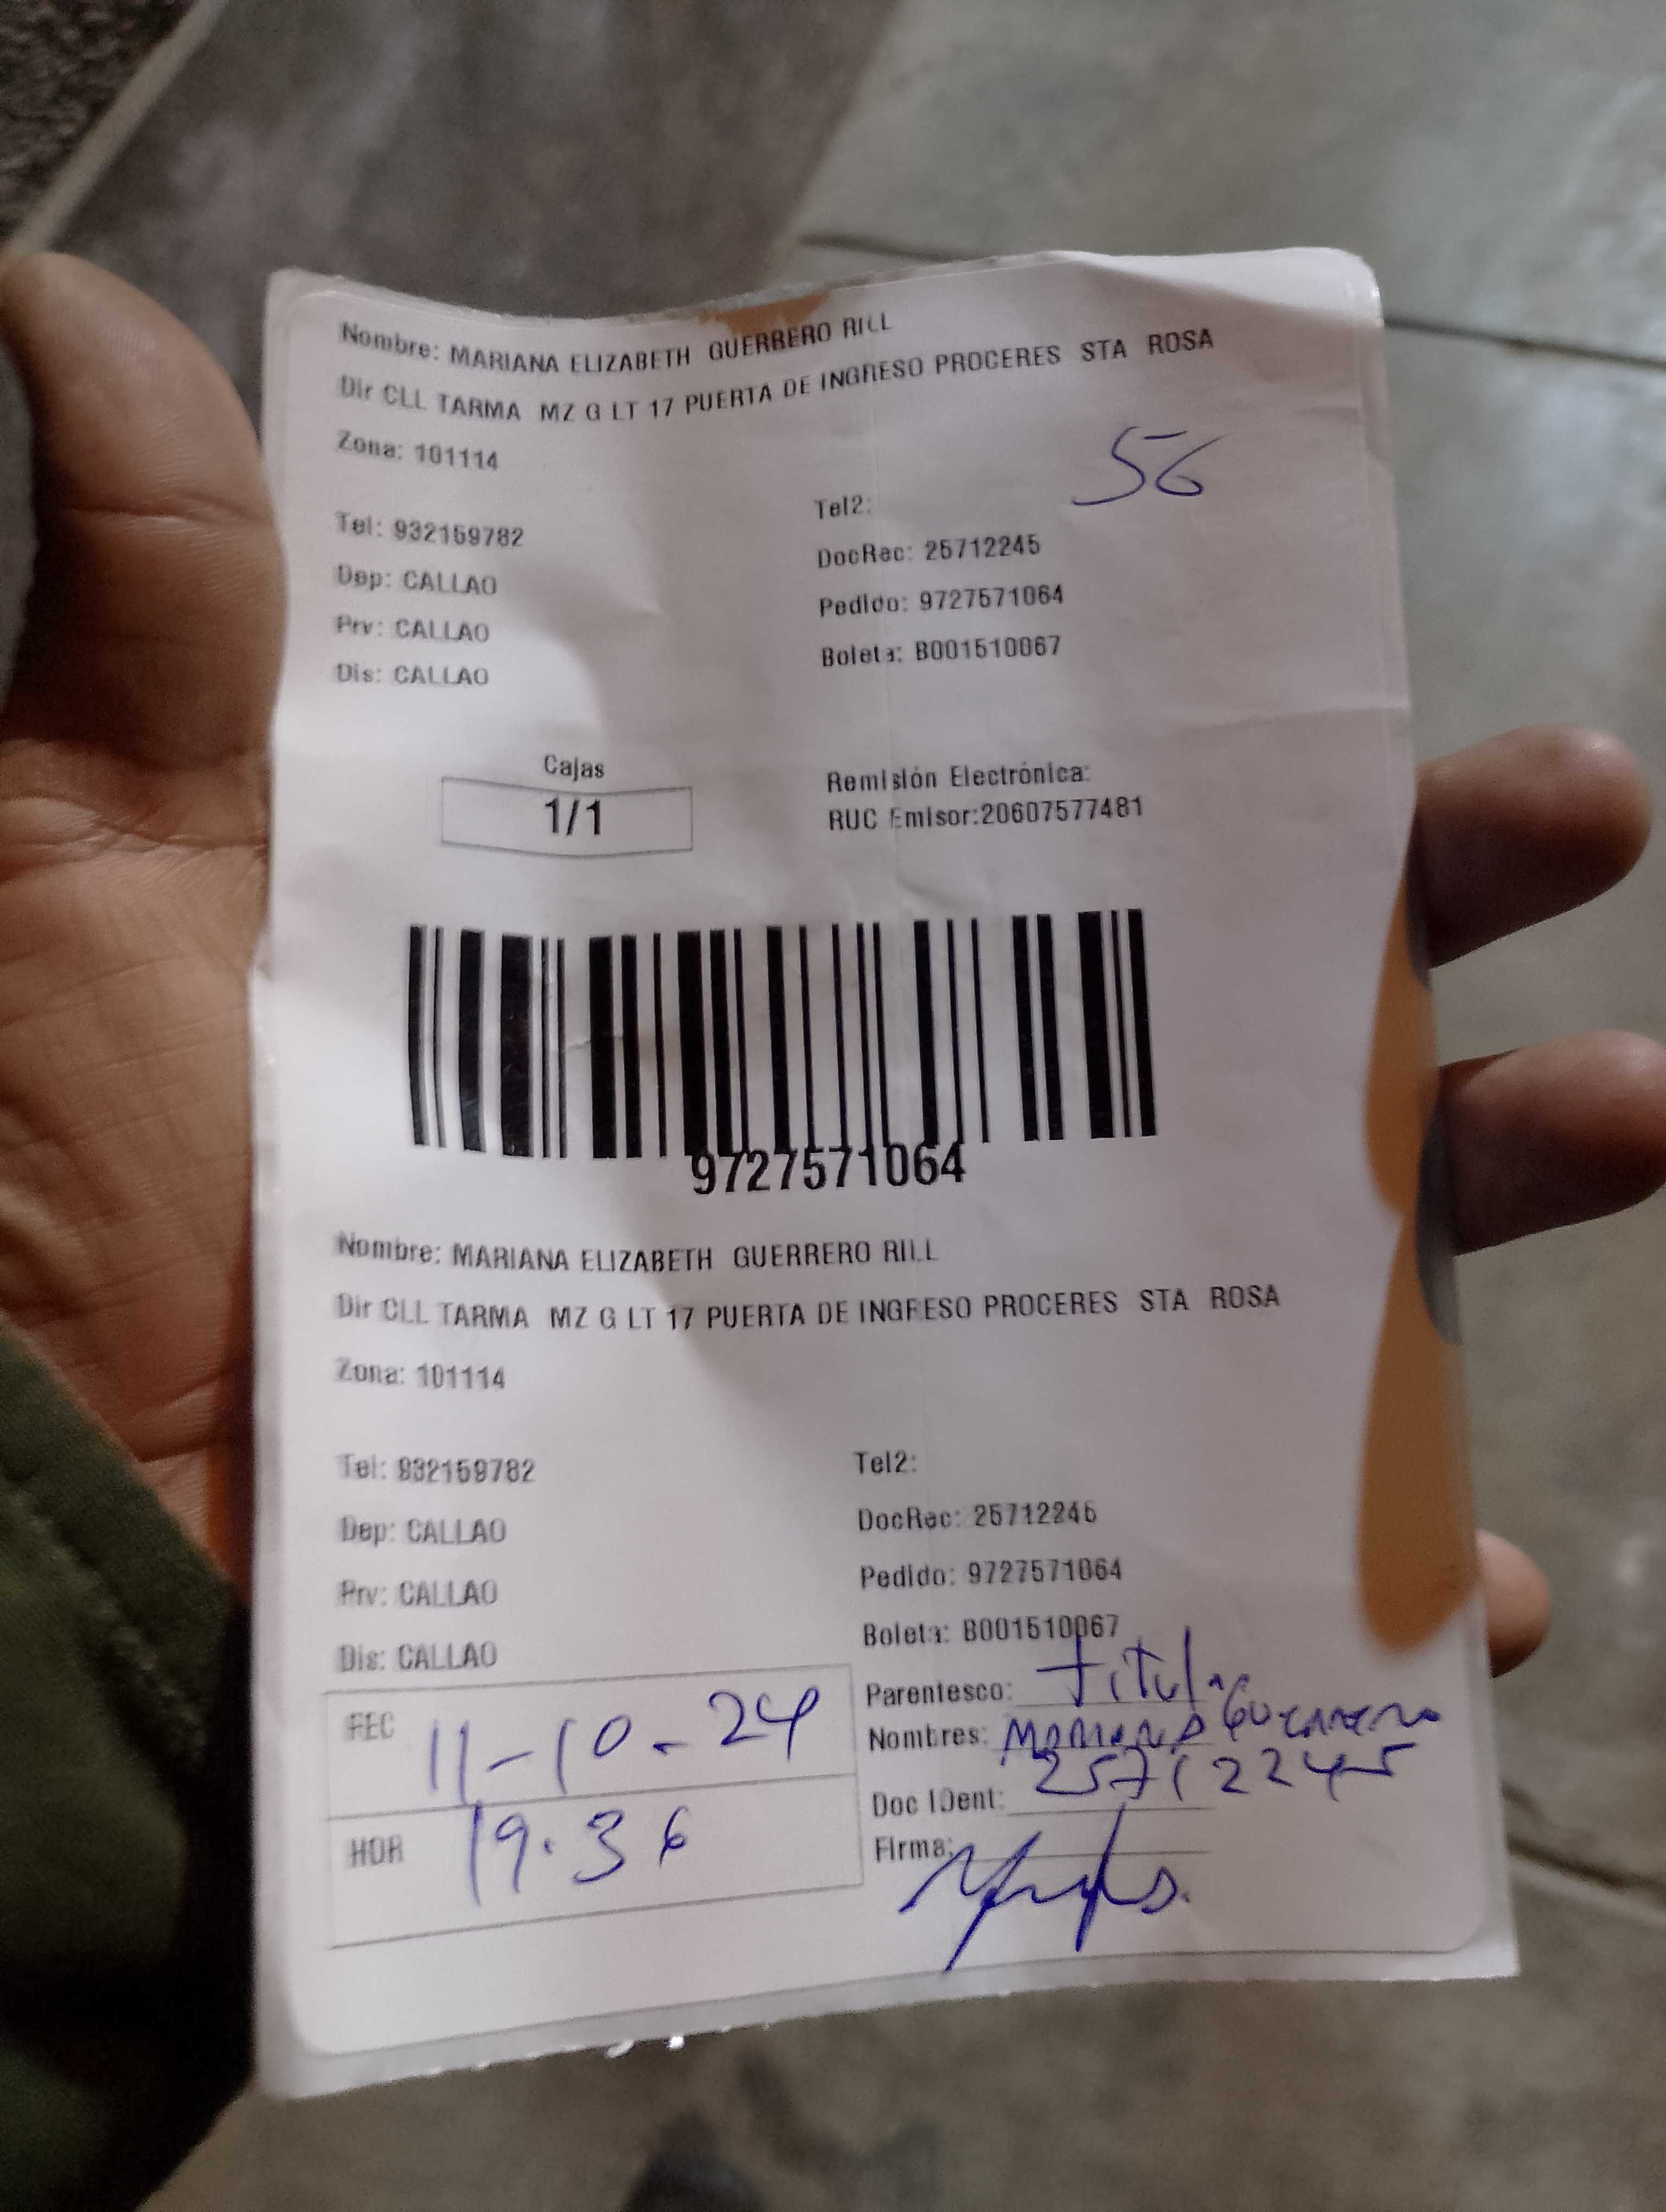 Nombre: MARIANA ELIZABETH GUERRERO RILL
Dir CLL TARMA MZ G LT 17 PUERTA DE INGRESO PROCERES STA ROSA
Zona: 101114
56
Tel: 932159782
Tel2:
Dep: CALLAO
DocRec: 25712245
Prv: CALLAO
Pedido: 9727571064
Dis: CALLAO
Boleta: B001510067
Cajas
1/1
Remisión Electrónica:
RUC Emisor:20607577481
9727571064
Nombre: MARIANA ELIZABETH GUERRERO RILL
Dir CLL TARMA MZ G LT 17 PUERTA DE INGRESO PROCERES STA ROSA
Zona: 101114
Tel: 932159782
Tel2:
Dep: CALLAO
DocRec: 25712245
Prv: CALLAO
Pedido: 9727571064
Dis: CALLAO
Boleta: B001510067
FEC 11-10-24
Parentesco: titular
Nombres: Mariana Guerrero
HOR 19.36
Doc IDent: 25712245
Firma: